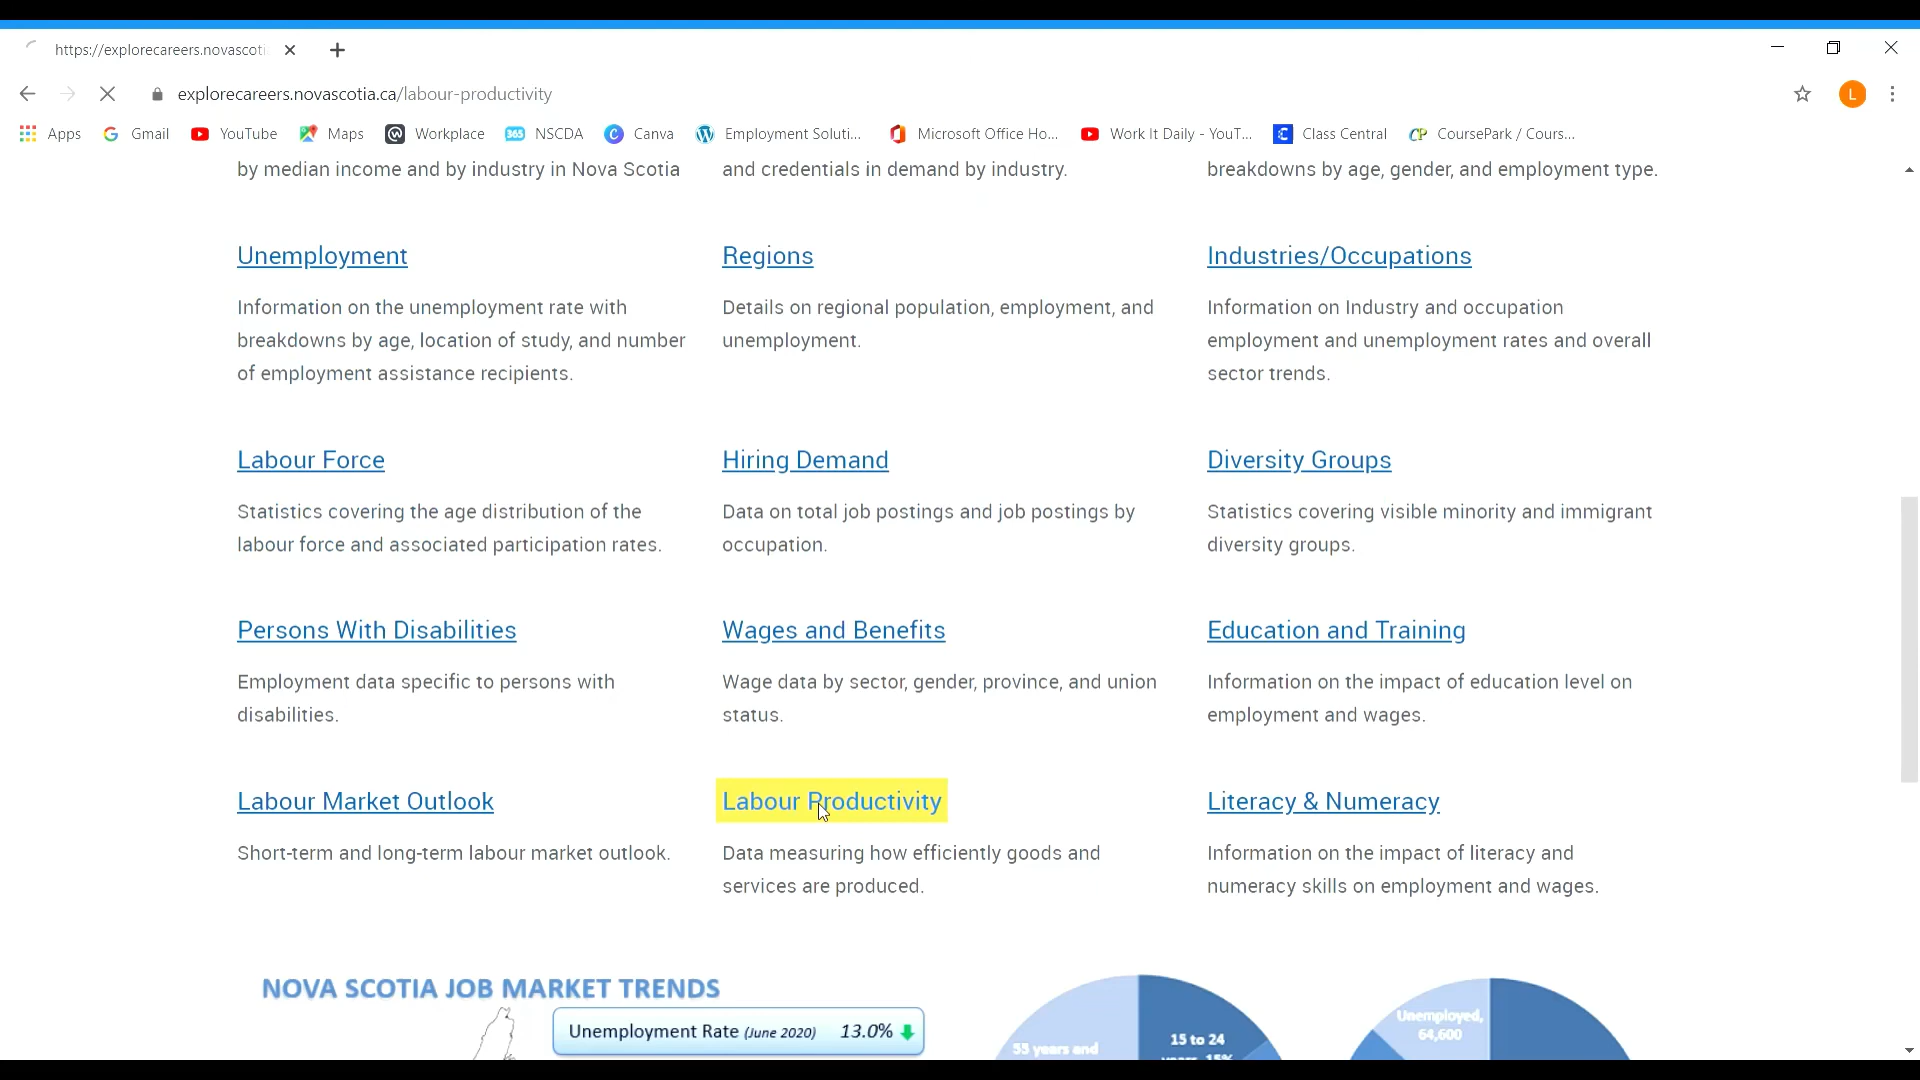 https://explorecareers.novascoti
explorecareers.novascotia.ca/labour-productivity
L
Apps Gmail YouTube Maps Workplace NSCDA Canva Employment Soluti... Microsoft Office Ho... Work It Daily - YouT... Class Central CoursePark / Cours...
by median income and by industry in Nova Scotia
and credentials in demand by industry.
breakdowns by age, gender, and employment type.
Unemployment
Information on the unemployment rate with
breakdowns by age, location of study, and number
of employment assistance recipients.
Regions
Details on regional population, employment, and
unemployment.
Industries/Occupations
Information on Industry and occupation
employment and unemployment rates and overall
sector trends.
Labour Force
Statistics covering the age distribution of the
labour force and associated participation rates.
Hiring Demand
Data on total job postings and job postings by
occupation.
Diversity Groups
Statistics covering visible minority and immigrant
diversity groups.
Persons With Disabilities
Employment data specific to persons with
disabilities.
Wages and Benefits
Wage data by sector, gender, province, and union
status.
Education and Training
Information on the impact of education level on
employment and wages.
Labour Market Outlook
Short-term and long-term labour market outlook.
Labour Productivity
Data measuring how efficiently goods and
services are produced.
Literacy & Numeracy
Information on the impact of literacy and
numeracy skills on employment and wages.
NOVA SCOTIA JOB MARKET TRENDS
Unemployment Rate (June 2020) 13.0%
55 years and
15 to 24
years, 15%
Unemployed,
64,600